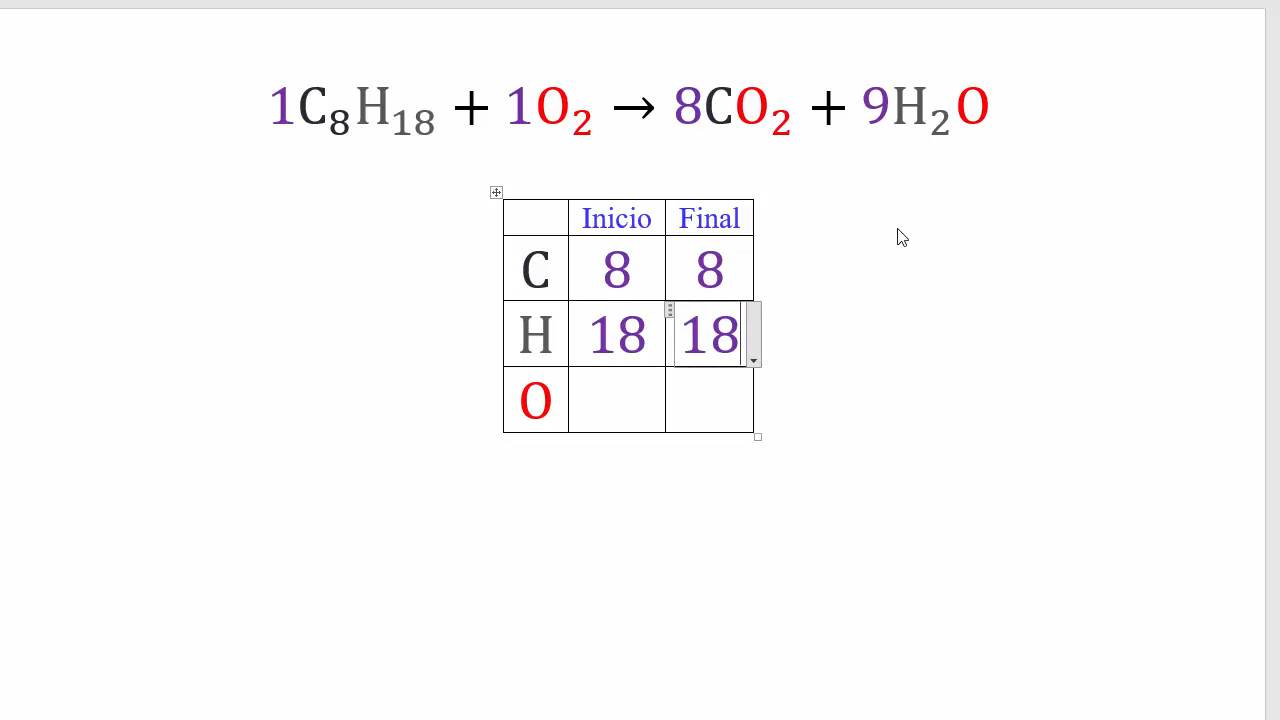 1C₈H₁₈ + 1O₂ → 8CO₂ + 9H₂O
Inicio Final
C 8 8
H 18 18
O